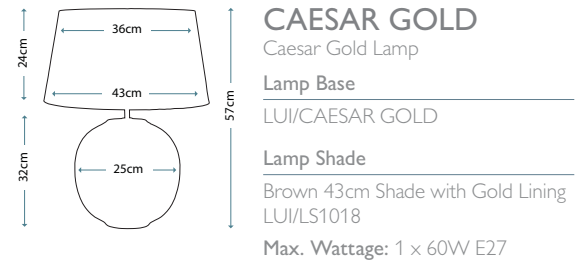 36cm
24cm
43cm
57cm
32cm
25cm
CAESAR GOLD
Caesar Gold Lamp
Lamp Base
LUI/CAESAR GOLD
Lamp Shade
Brown 43cm Shade with Gold Lining
LUI/LS1018
Max. Wattage: 1 x 60W E27